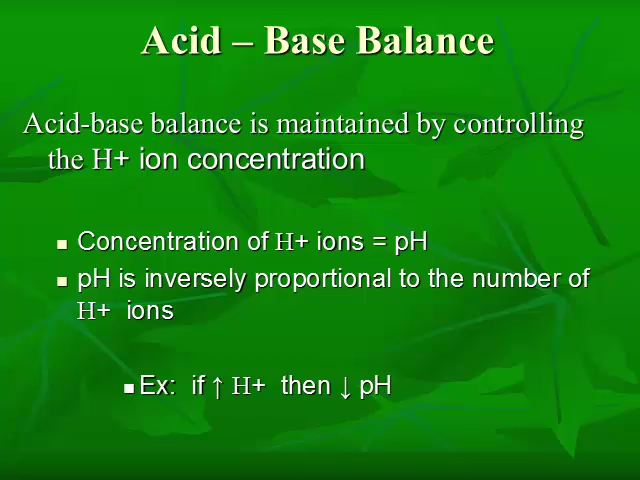 Acid – Base Balance
Acid-base balance is maintained by controlling
the H+ ion concentration
Concentration of H+ ions = pH
pH is inversely proportional to the number of
H+ ions
Ex: if ↑ H+ then ↓ pH